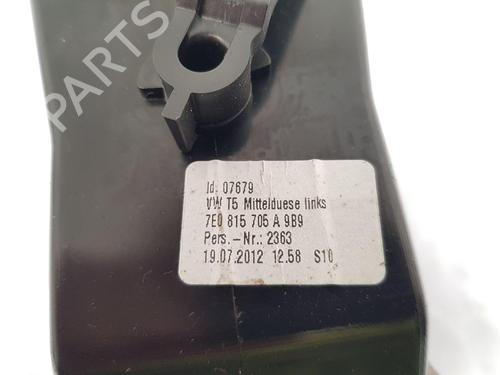 PARTS
Id. 07679
VW T5 Mittelduese links
7E0 815 705 A 9B9
Pers.-Nr.: 2363
19.07.2012 12.58 S10